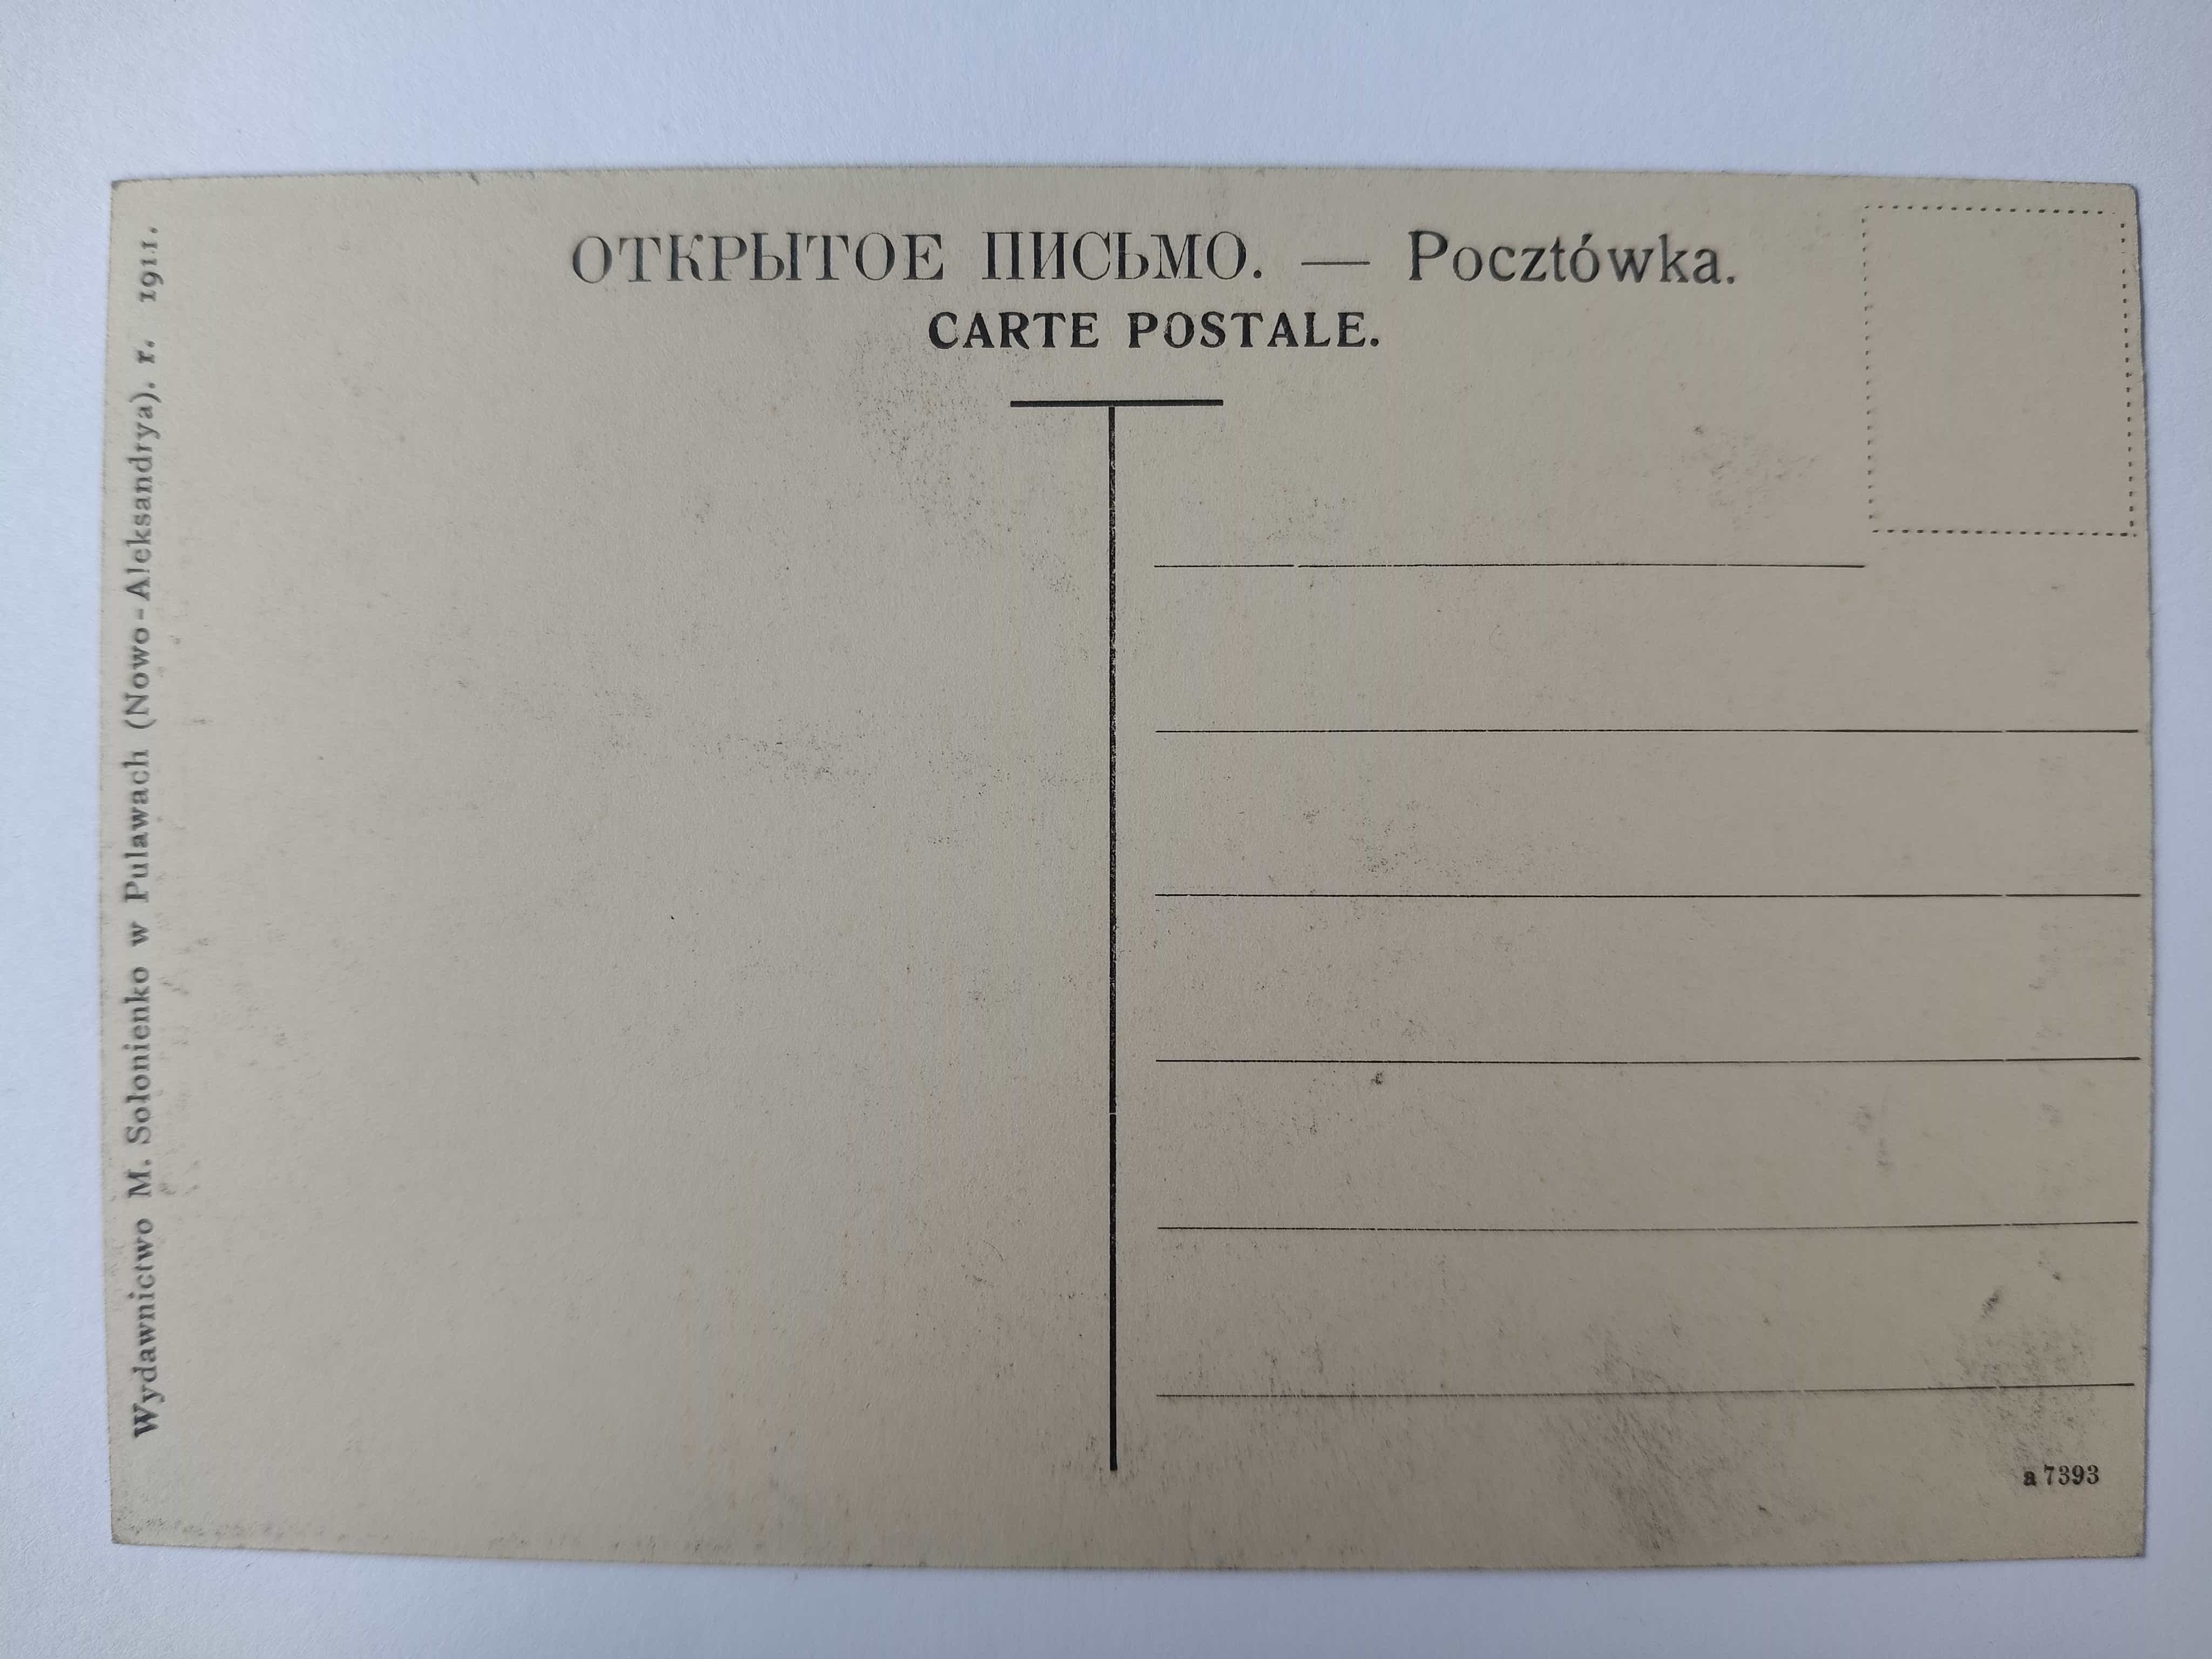 ОТКРЫТОЕ ПИСЬМО. — Pocztówka.
CARTE POSTALE.
Wydawnictwo M. Sołonienko w Puławach (Nowo-Aleksandrya). r. 1911.
a 7393